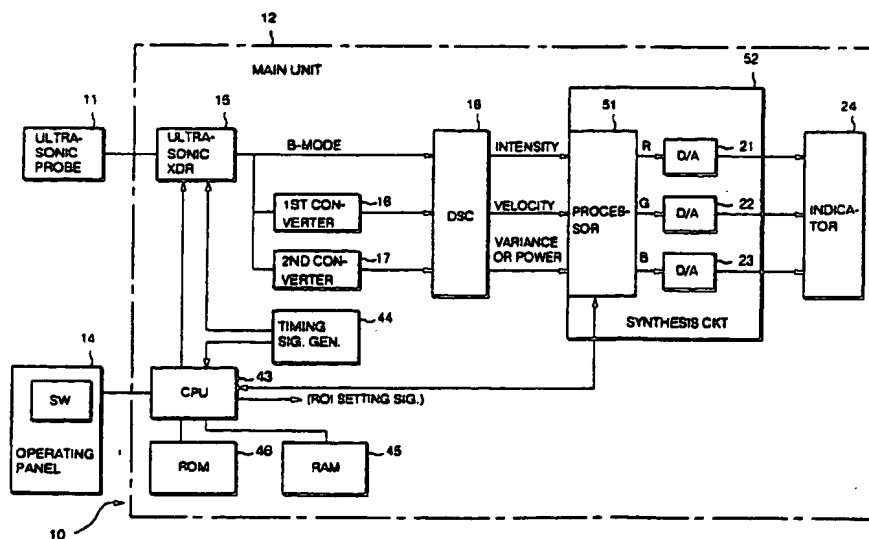 12
MAIN UNIT
52
11
15
18
51
24
ULTRA-
SONIC
PROBE
ULTRA-
SONIC
XDR
B-MODE
INTENSITY
R
D/A
21
1ST CON-
VERTER
16
DSC
VELOCITY
PROCES-
SOR
G
D/A
22
INDICA-
TOR
2ND CON-
VERTER
17
VARIANCE
OR POWER
B
D/A
23
TIMING
SIG. GEN.
44
SYNTHESIS CKT
14
SW
OPERATING
PANEL
CPU
43
(ROI SETTING SIG.)
ROM
46
RAM
45
10